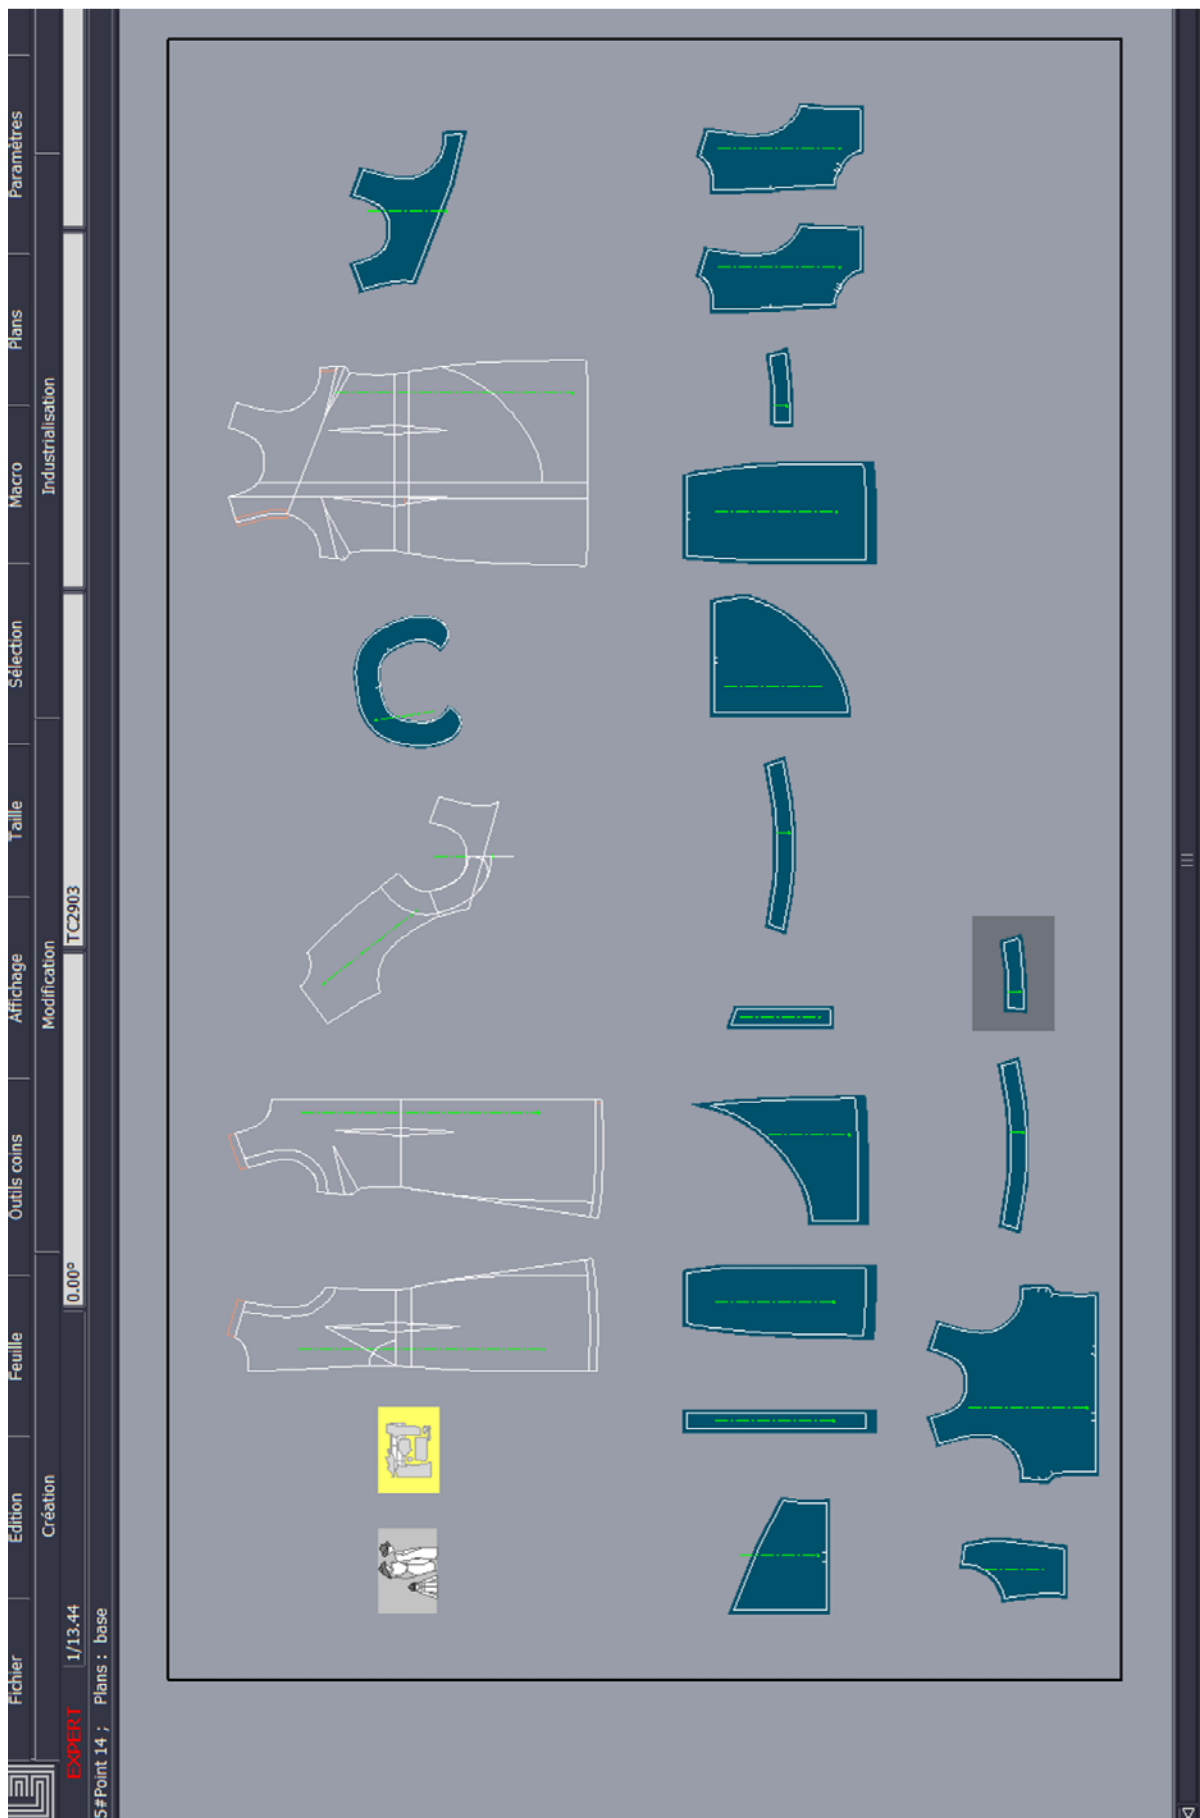 Fichier Edition Feuille Outils coins Affichage Taille Sélection Macro Plans Paramètres
Création Modification Industrialisation
EXPERT 1/13.44 0.00° TC2903
5#Point 14 ; Plans : base